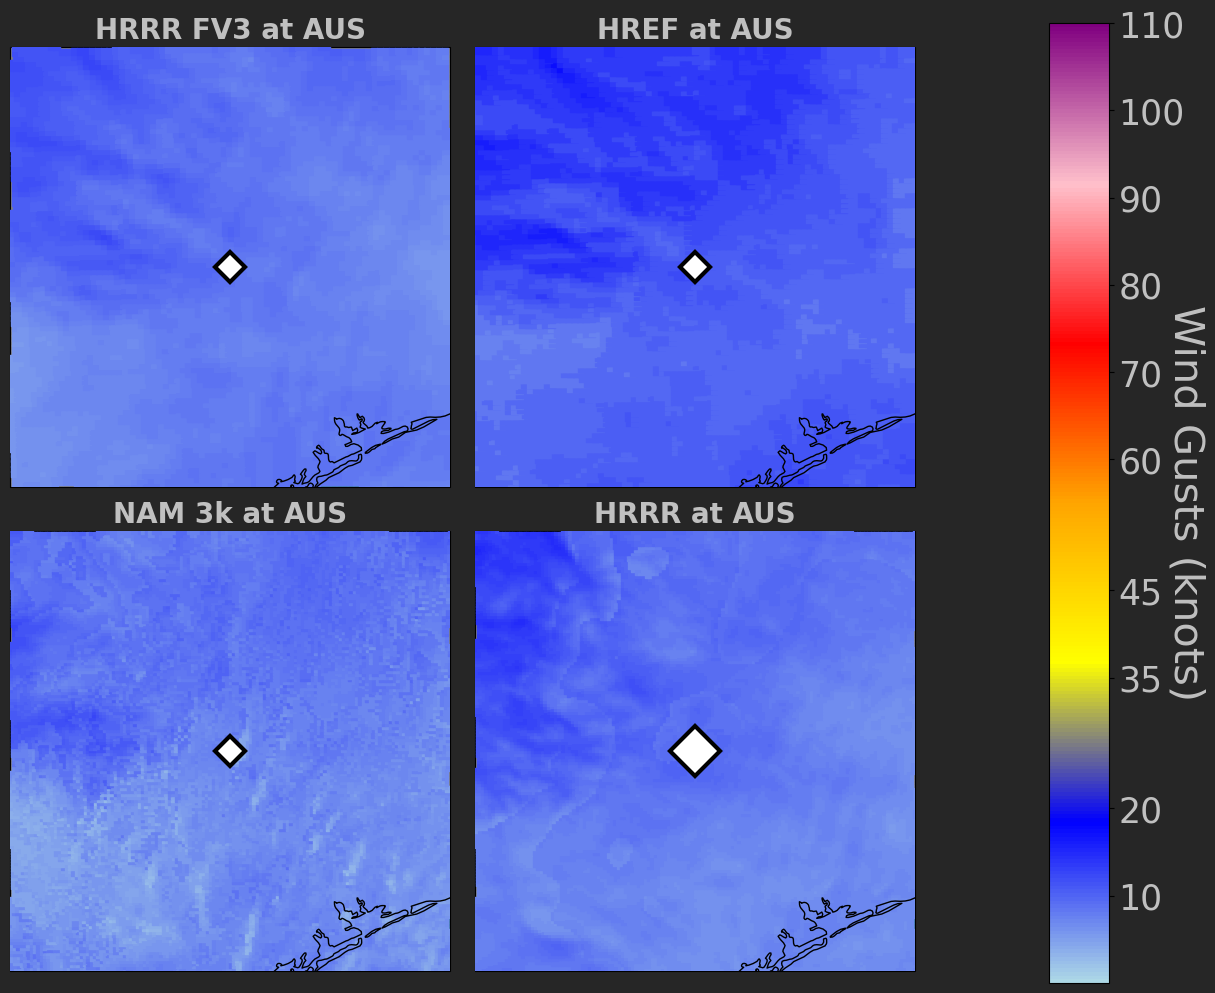 HRRR FV3 at AUS
HREF at AUS
NAM 3k at AUS
HRRR at AUS
110
100
90
80
70
60
45
35
20
10
Wind Gusts (knots)